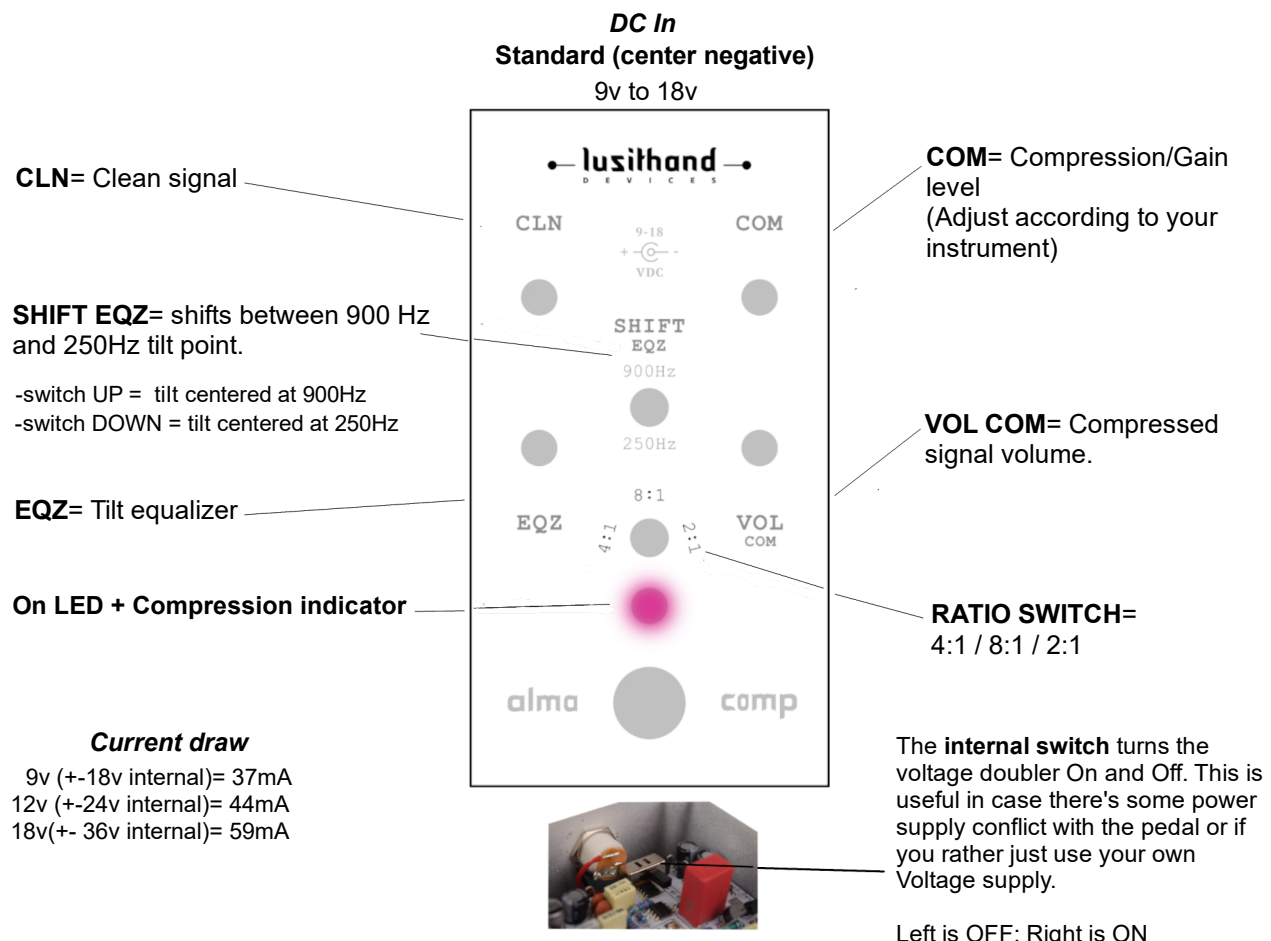 DC In
Standard (center negative)
9v to 18v
CLN= Clean signal
SHIFT EQZ= shifts between 900 Hz
and 250Hz tilt point.
-switch UP = tilt centered at 900Hz
-switch DOWN = tilt centered at 250Hz
EQZ= Tilt equalizer
On LED + Compression indicator
Current draw
9v (+-18v internal)= 37mA
12v (+-24v internal)= 44mA
18v(+- 36v internal)= 59mA
lusithand
DEVICES
CLN
COM
9-18
+ -
VDC
SHIFT
EQZ
900Hz
250Hz
8:1
4:1
2:1
EQZ
VOL
COM
alma
comp
COM= Compression/Gain
level
(Adjust according to your
instrument)
VOL COM= Compressed
signal volume.
RATIO SWITCH=
4:1 / 8:1 / 2:1
The internal switch turns the
voltage doubler On and Off. This is
useful in case there's some power
supply conflict with the pedal or if
you rather just use your own
Voltage supply.
Left is OFF; Right is ON